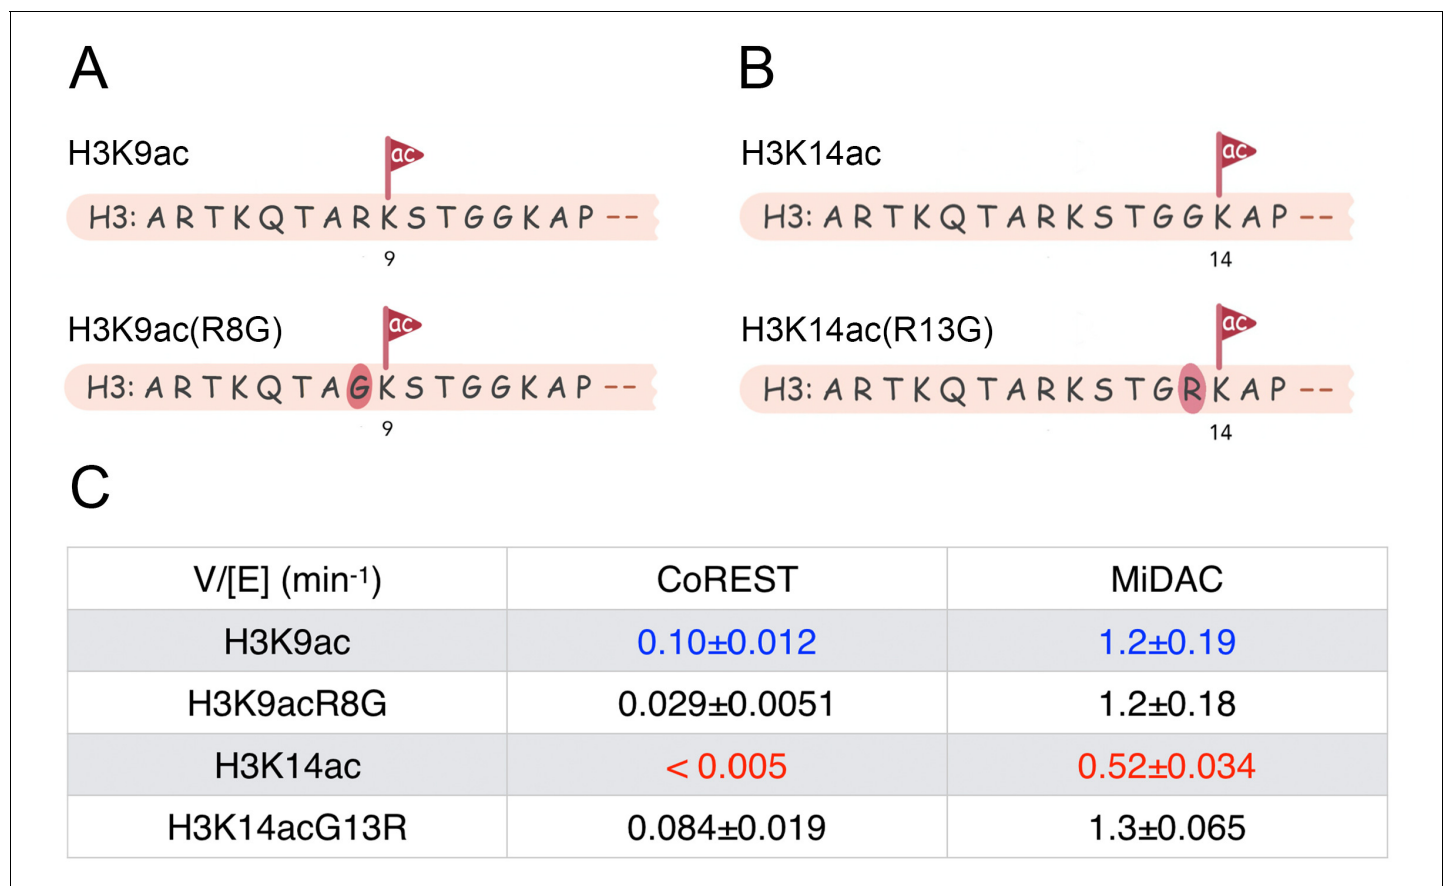 A
H3K9ac
ac
H3: A R T K Q T A R K S T G G K A P --
9
H3K9ac(R8G)
ac
H3: A R T K Q T A G K S T G G K A P --
9
B
H3K14ac
ac
H3: A R T K Q T A R K S T G G K A P --
14
H3K14ac(R13G)
ac
H3: A R T K Q T A R K S T G R K A P --
14
C
V/[E] (min-1) CoREST MiDAC
H3K9ac 0.10±0.012 1.2±0.19
H3K9acR8G 0.029±0.0051 1.2±0.18
H3K14ac < 0.005 0.52±0.034
H3K14acG13R 0.084±0.019 1.3±0.065